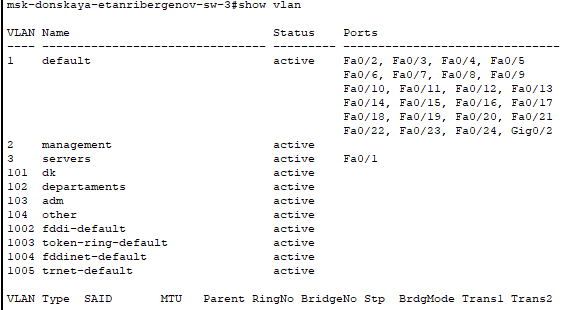 msk-donskaya-etanribergenov-sw-3#show vlan
VLAN Name                             Status    Ports
---- -------------------------------- --------- -------------------------------
1    default                          active    Fa0/2, Fa0/3, Fa0/4, Fa0/5
                                                Fa0/6, Fa0/7, Fa0/8, Fa0/9
                                                Fa0/10, Fa0/11, Fa0/12, Fa0/13
                                                Fa0/14, Fa0/15, Fa0/16, Fa0/17
                                                Fa0/18, Fa0/19, Fa0/20, Fa0/21
                                                Fa0/22, Fa0/23, Fa0/24, Gig0/2
2    management                       active
3    servers                          active    Fa0/1
101  dk                               active
102  departaments                     active
103  adm                              active
104  other                            active
1002 fddi-default                     active
1003 token-ring-default               active
1004 fddinet-default                  active
1005 trnet-default                    active
VLAN Type  SAID       MTU   Parent RingNo BridgeNo Stp  BrdgMode Trans1 Trans2